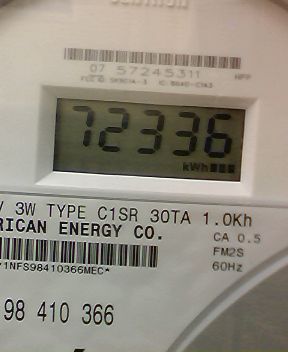 07 57245311
72336
kWh
V 3W TYPE C1SR 30TA 1.0Kh
RICAN ENERGY CO.
CA 0.5
FM2S
60Hz
1NFS98410366MEC*
98 410 366